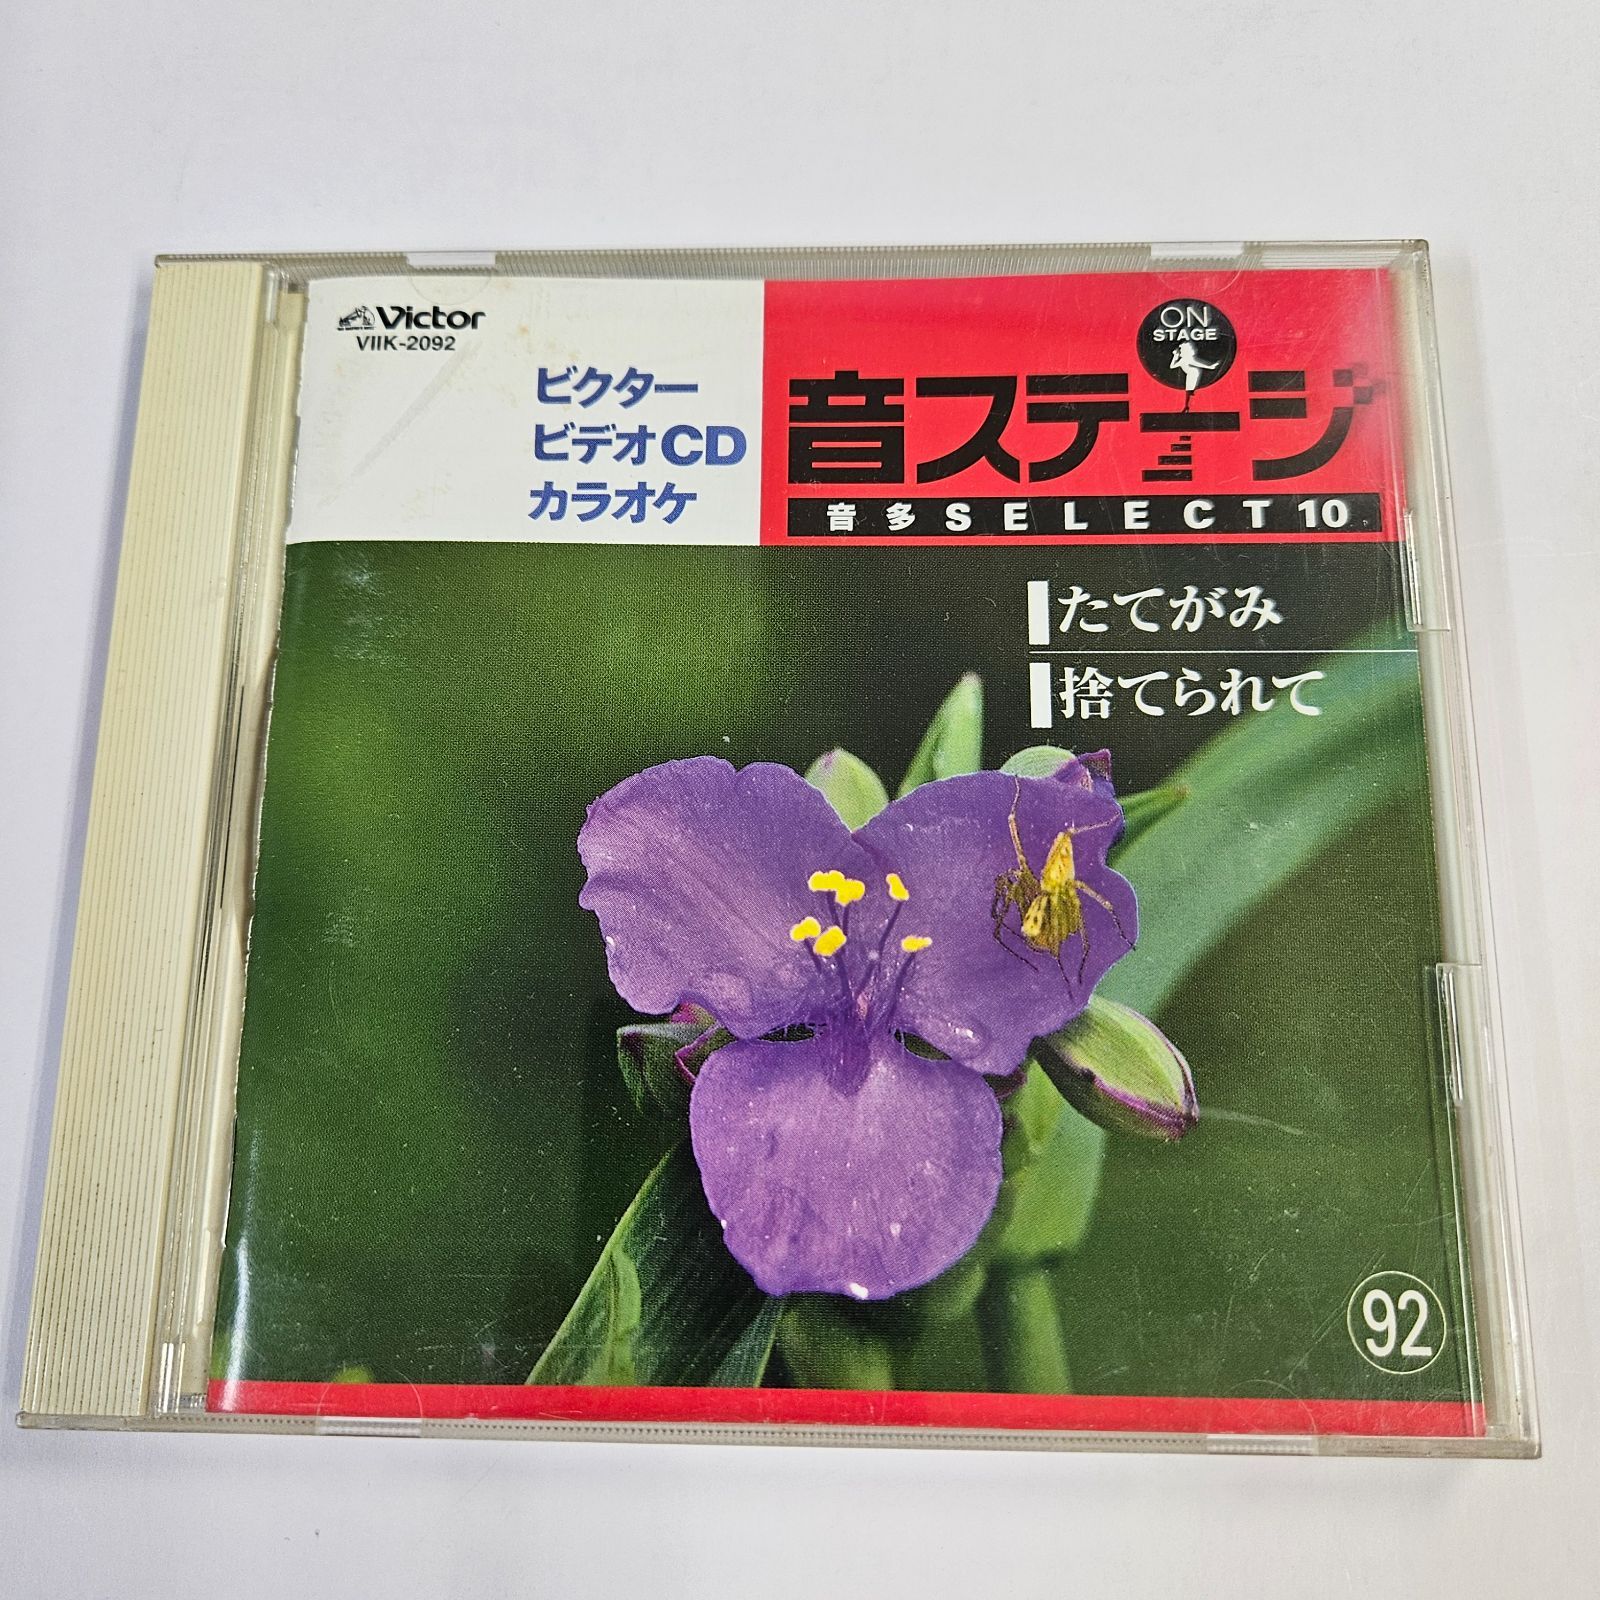 Victor
VIIK-2092
ビクター
ビデオCD
カラオケ
ON
STAGE
音ステージ
音多SELECT10
たてがみ
捨てられて
92